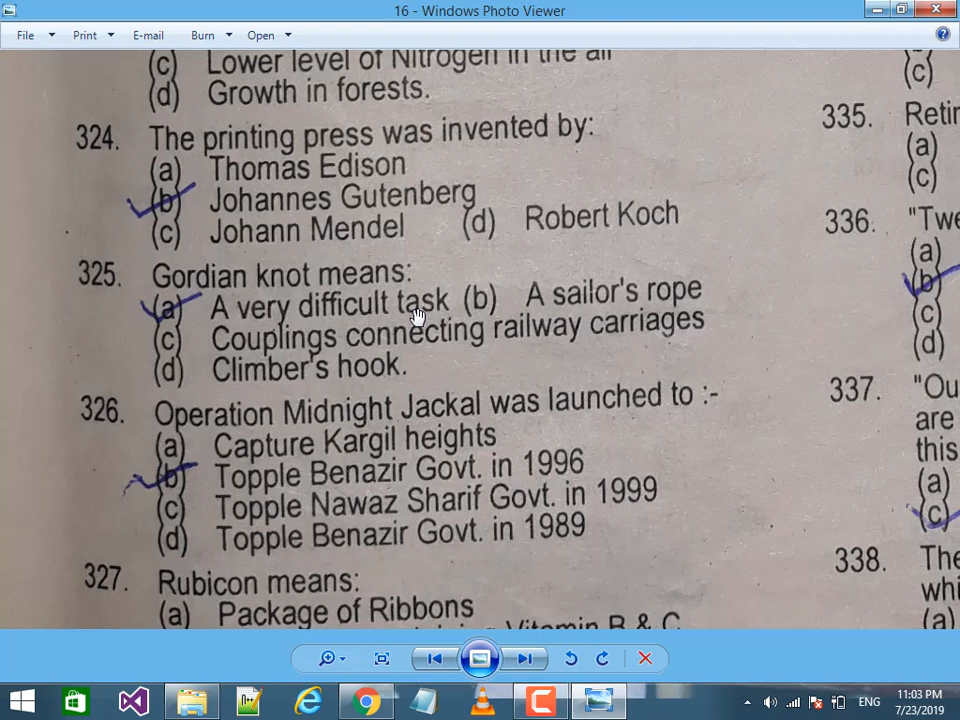 16 - Windows Photo Viewer
File Print E-mail Burn Open
(c) Lower level of Nitrogen in the air
(d) Growth in forests.
324. The printing press was invented by:
(a) Thomas Edison
(b) Johannes Gutenberg
(c) Johann Mendel (d) Robert Koch
325. Gordian knot means:
(a) A very difficult task (b) A sailor's rope
(c) Couplings connecting railway carriages
(d) Climber's hook.
326. Operation Midnight Jackal was launched to :-
(a) Capture Kargil heights
(b) Topple Benazir Govt. in 1996
(c) Topple Nawaz Sharif Govt. in 1999
(d) Topple Benazir Govt. in 1989
327. Rubicon means:
(a) Package of Ribbons
Vitamin B & C
(c)
335. Retir
(a)
(c)
336. "Twe
(a)
(b)
(c)
(d)
337. "Ou
are
this
(a)
(c)
338. The
whi
(a)
ENG
11:03 PM
7/23/2019